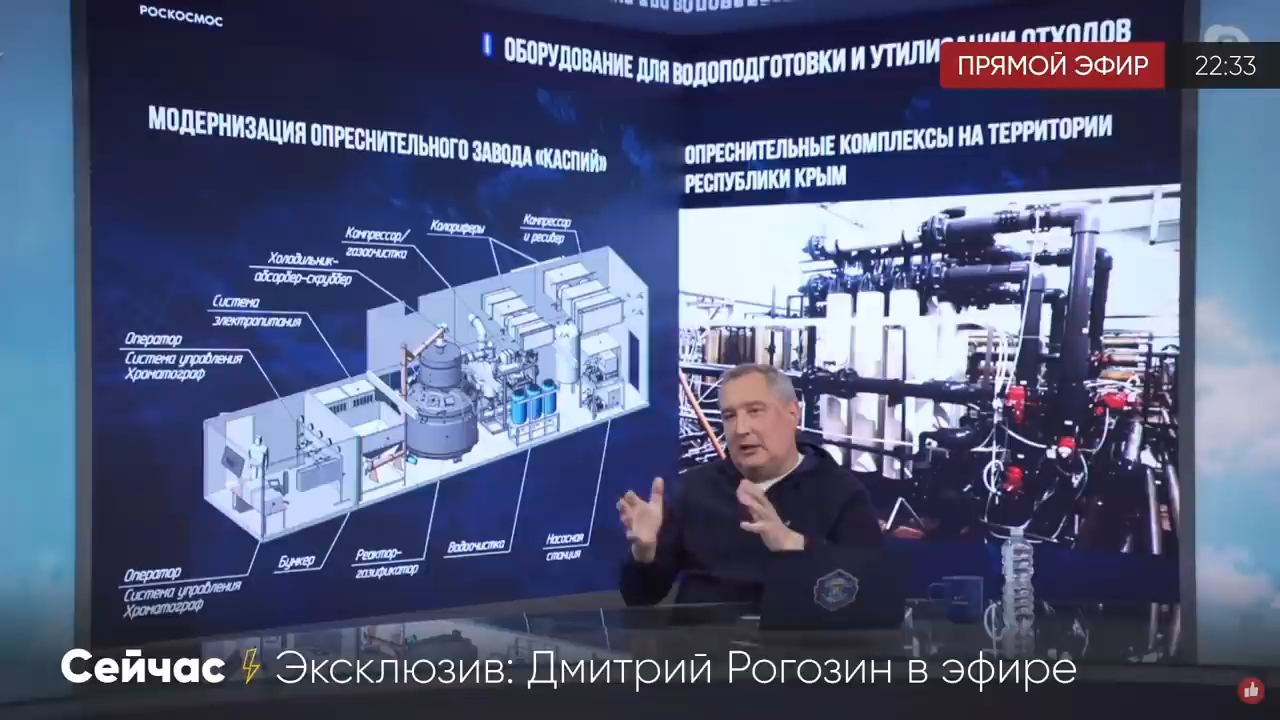 РОСКОСМОС
ОБОРУДОВАНИЕ ДЛЯ ВОДОПОДГОТОВКИ И УТИЛИЗАЦИИ ОТХОДОВ
ПРЯМОЙ ЭФИР
22:33
МОДЕРНИЗАЦИЯ ОПРЕСНИТЕЛЬНОГО ЗАВОДА «КАСПИЙ»
ОПРЕСНИТЕЛЬНЫЕ КОМПЛЕКСЫ НА ТЕРРИТОРИИ
РЕСПУБЛИКИ КРЫМ
Компрессор
и ресивер
Калориферы
Компрессор/
газоочистка
Холодильник-
абсорбер-скруббер
Система
электропитания
Оператор
Система управления
Хроматограф
Насосная
станция
Водоочистка
Реактор-
газификатор
Бункер
Оператор
Система управления
Хроматограф
Сейчас Эксклюзив: Дмитрий Рогозин в эфире